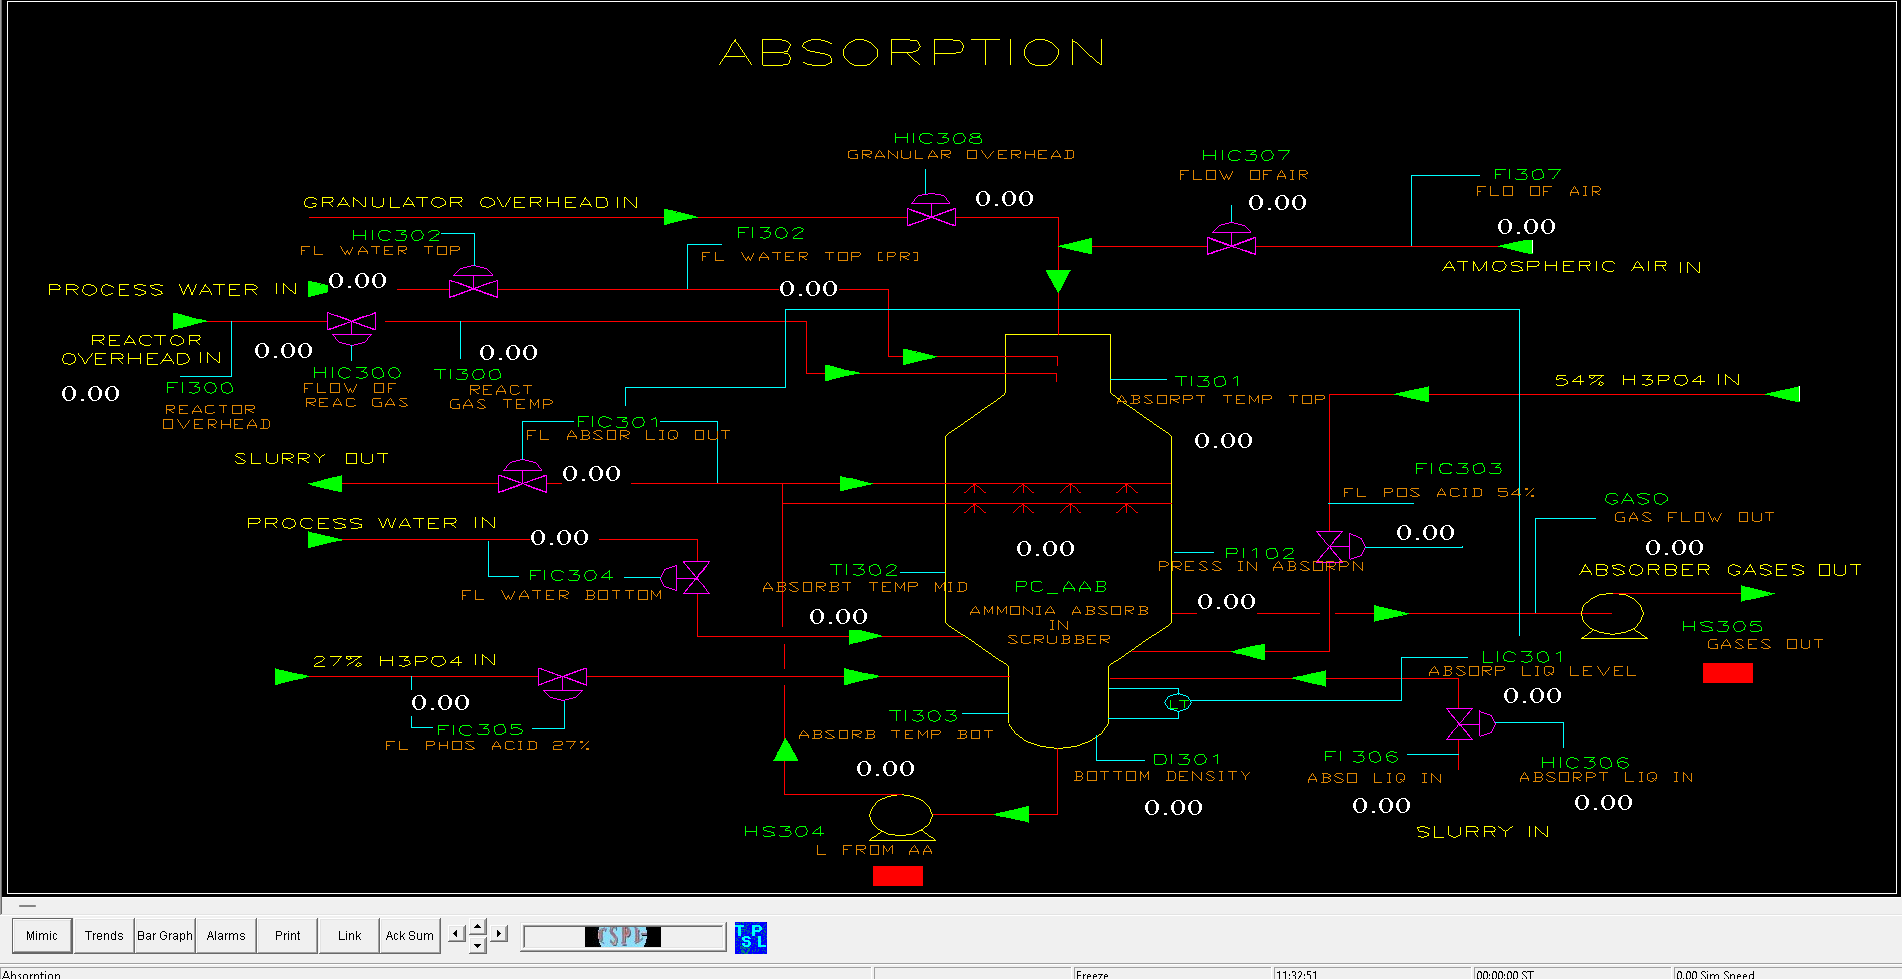 ABSORPTION
HIC308
GRANULAR OVERHEAD
0.00
HIC307
FLOW OFAIR
0.00
FI307
FLO OF AIR
0.00
ATMOSPHERIC AIR IN
GRANULATOR OVERHEAD IN
HIC302
FL WATER TOP
0.00
FI302
FL WATER TOP [PR]
0.00
PROCESS WATER IN
REACTOR
OVERHEAD IN
0.00
FI300
REACTOR
OVERHEAD
0.00
HIC300
FLOW OF
REAC GAS
0.00
TI300
REACT
GAS TEMP
TI301
ABSORPT TEMP TOP
0.00
54% H3PO4 IN
FIC301
FL ABSOR LIQ OUT
0.00
SLURRY OUT
FIC303
FL POS ACID 54%
0.00
GASO
GAS FLOW OUT
0.00
ABSORBER GASES OUT
PROCESS WATER IN
0.00
FIC304
FL WATER BOTTOM
TI302
ABSORBT TEMP MID
0.00
0.00
PC_AAB
AMMONIA ABSORB
IN
SCRUBBER
PI102
PRESS IN ABSORPN
0.00
HS305
GASES OUT
27% H3PO4 IN
0.00
FIC305
FL PHOS ACID 27%
LIC301
ABSORP LIQ LEVEL
0.00
LT
TI303
ABSORB TEMP BOT
0.00
DI301
BOTTOM DENSITY
0.00
FI306
ABSO LIQ IN
0.00
HIC306
ABSORPT LIQ IN
0.00
SLURRY IN
HS304
L FROM AA
Mimic Trends Bar Graph Alarms Print Link Ack Sum
CSPL
TPSL
Absorption Freeze 11:32:51 00:00:00 ST 0.00 Sim Speed